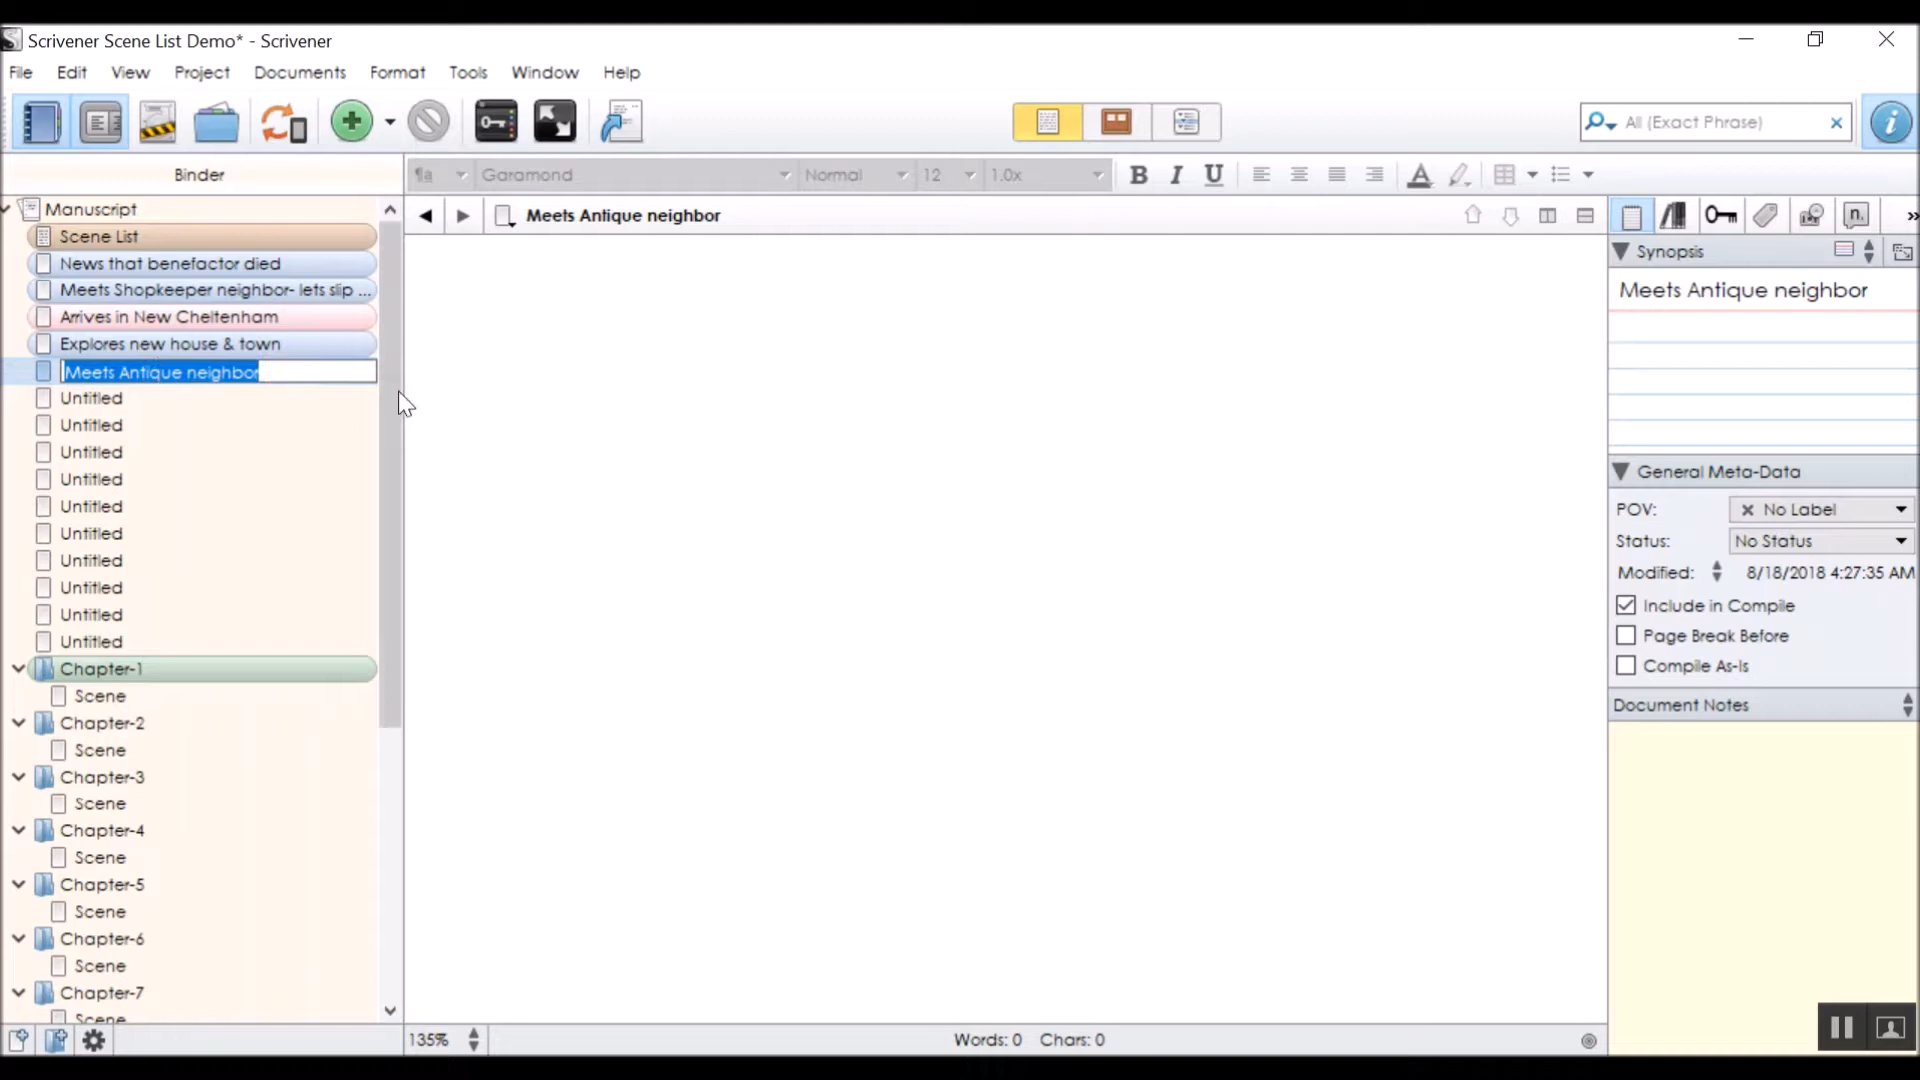 Scrivener Scene List Demo* - Scrivener
File Edit View Project Documents Format Tools Window Help
All (Exact Phrase)
Binder
¶a Garamond Normal 12 1.0x B I U A
Manuscript
Scene List
News that benefactor died
Meets Shopkeeper neighbor- lets slip ...
Arrives in New Cheltenham
Explores new house & town
Meets Antique neighbor
Untitled
Untitled
Untitled
Untitled
Untitled
Untitled
Untitled
Untitled
Untitled
Untitled
Chapter-1
Scene
Chapter-2
Scene
Chapter-3
Scene
Chapter-4
Scene
Chapter-5
Scene
Chapter-6
Scene
Chapter-7
Scene
Meets Antique neighbor
135%
Words: 0 Chars: 0
n.
Synopsis
Meets Antique neighbor
General Meta-Data
POV: No Label
Status: No Status
Modified: 8/18/2018 4:27:35 AM
Include in Compile
Page Break Before
Compile As-Is
Document Notes